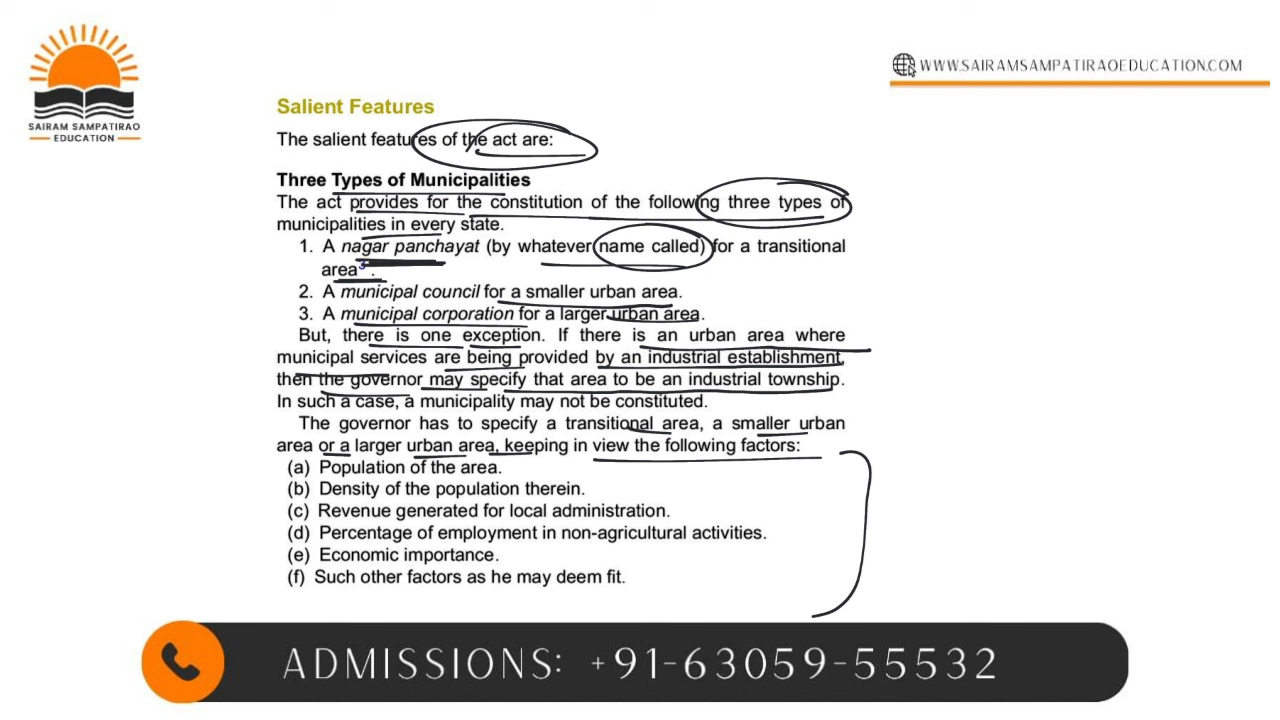 SAIRAM SAMPATIRAO
EDUCATION
WWW.SAIRAMSAMPATIRAOEDUCATION.COM
Salient Features
The salient features of the act are:
Three Types of Municipalities
The act provides for the constitution of the following three types of
municipalities in every state.
1. A nagar panchayat (by whatever name called) for a transitional
area3 .
2. A municipal council for a smaller urban area.
3. A municipal corporation for a larger urban area.
But, there is one exception. If there is an urban area where
municipal services are being provided by an industrial establishment,
then the governor may specify that area to be an industrial township.
In such a case, a municipality may not be constituted.
The governor has to specify a transitional area, a smaller urban
area or a larger urban area, keeping in view the following factors:
(a) Population of the area.
(b) Density of the population therein.
(c) Revenue generated for local administration.
(d) Percentage of employment in non-agricultural activities.
(e) Economic importance.
(f) Such other factors as he may deem fit.
ADMISSIONS: +91-63059-55532